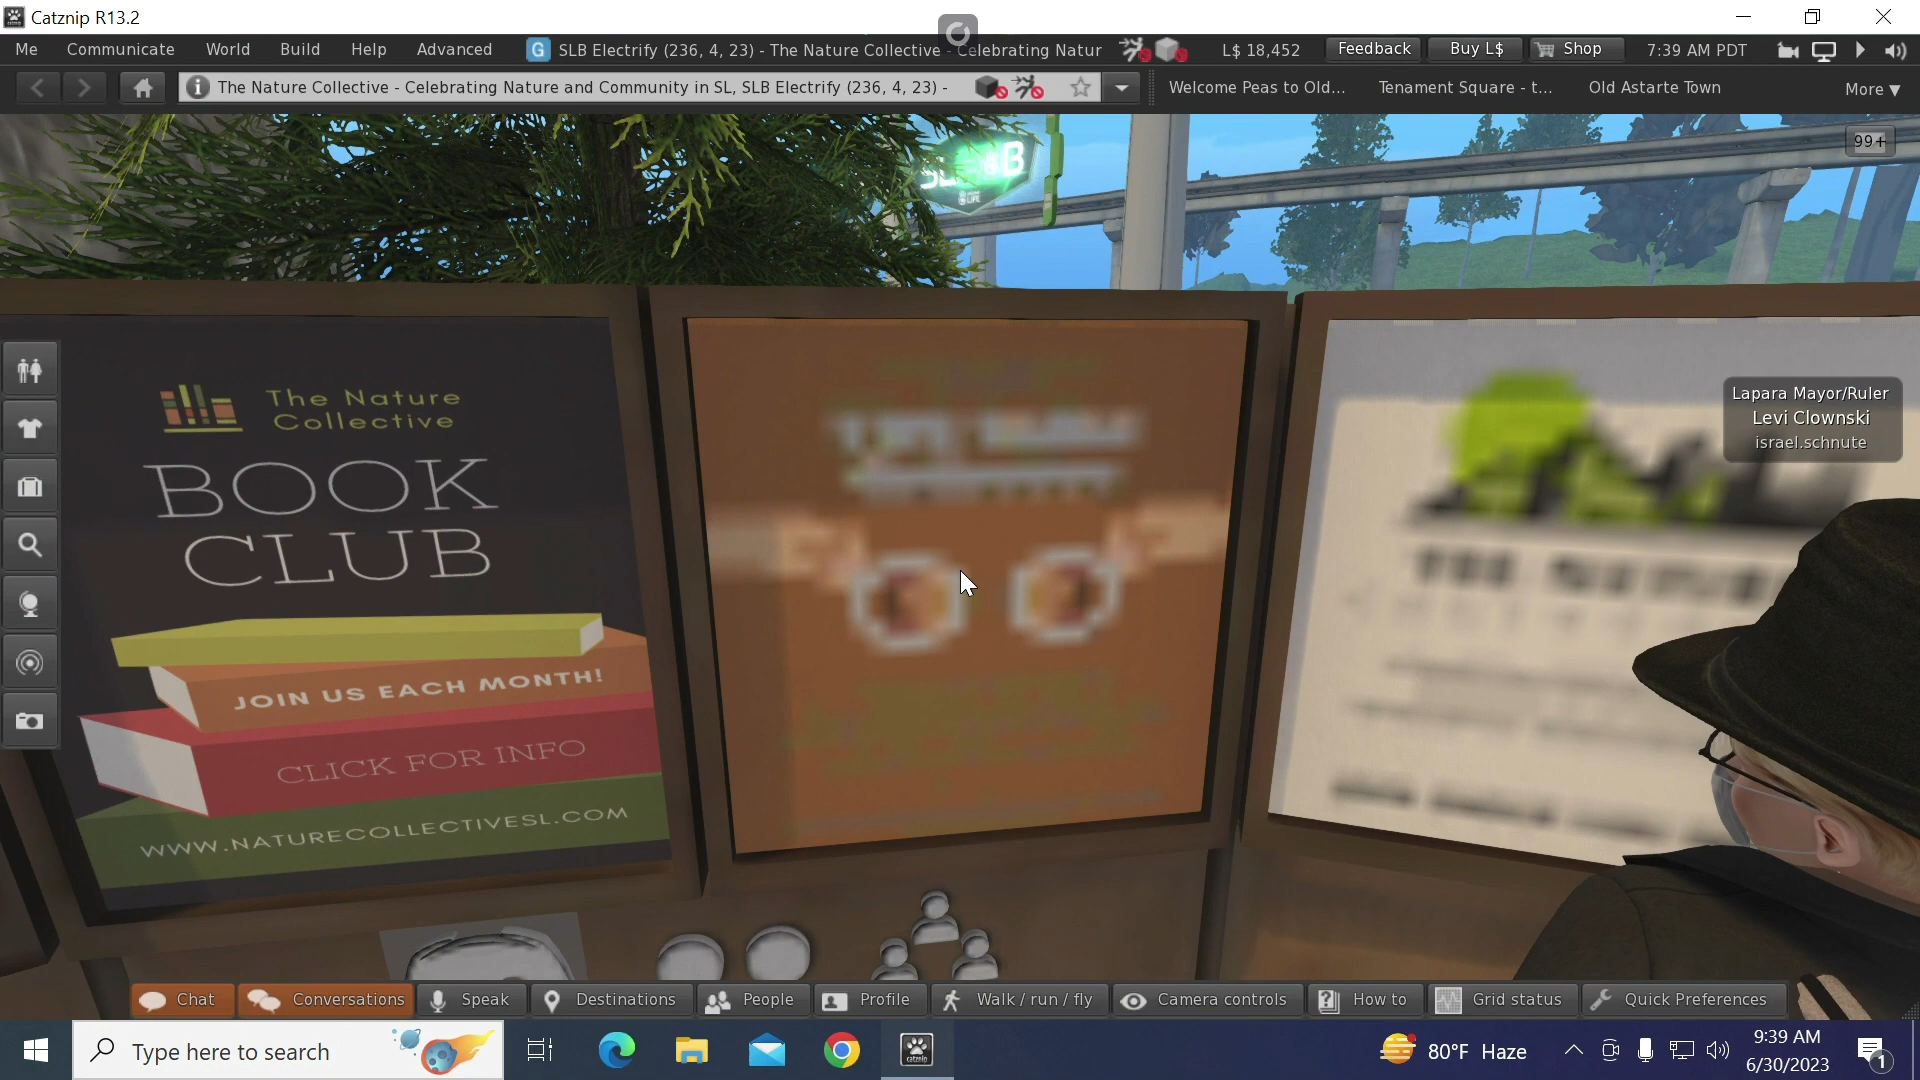 Catznip R13.2
Me Communicate World Build Help Advanced SLB Electrify (236, 4, 23) - The Nature Collective - Celebrating Natur L$ 18,452 Feedback Buy L$ Shop 7:39 AM PDT
The Nature Collective - Celebrating Nature and Community in SL, SLB Electrify (236, 4, 23) - Welcome Peas to Old... Tenament Square - t... Old Astarte Town More ▼
99+
The Nature
Collective
BOOK
CLUB
JOIN US EACH MONTH!
CLICK FOR INFO
WWW.NATURECOLLECTIVESL.COM
Lapara Mayor/Ruler
Levi Clownski
israel.schnute
Chat Conversations Speak Destinations People Profile Walk / run / fly Camera controls How to Grid status Quick Preferences
Type here to search
80°F Haze
9:39 AM
6/30/2023
1